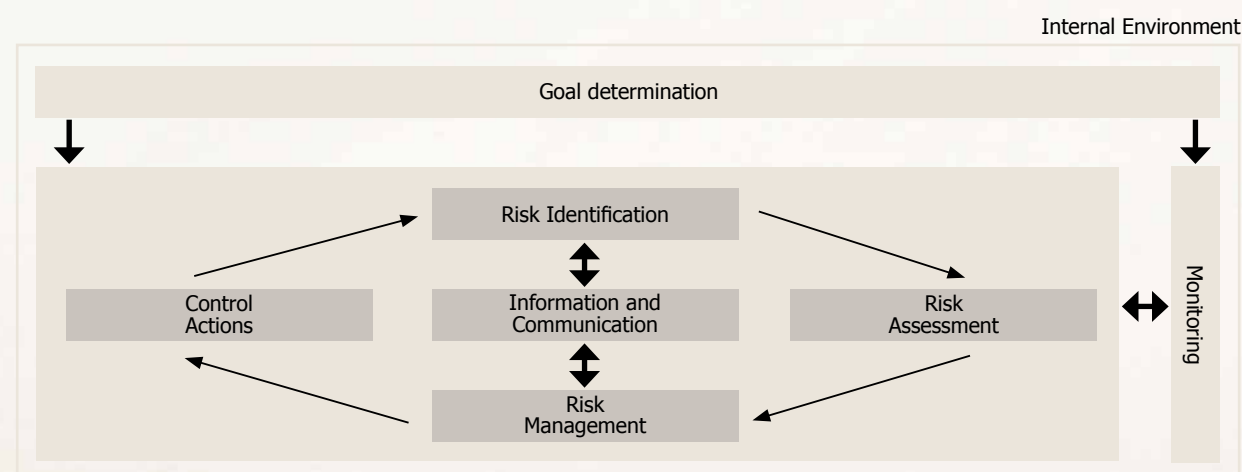 Internal Environment
Goal determination
Risk Identification
Control
Actions
Information and
Communication
Risk
Assessment
Risk
Management
Monitoring